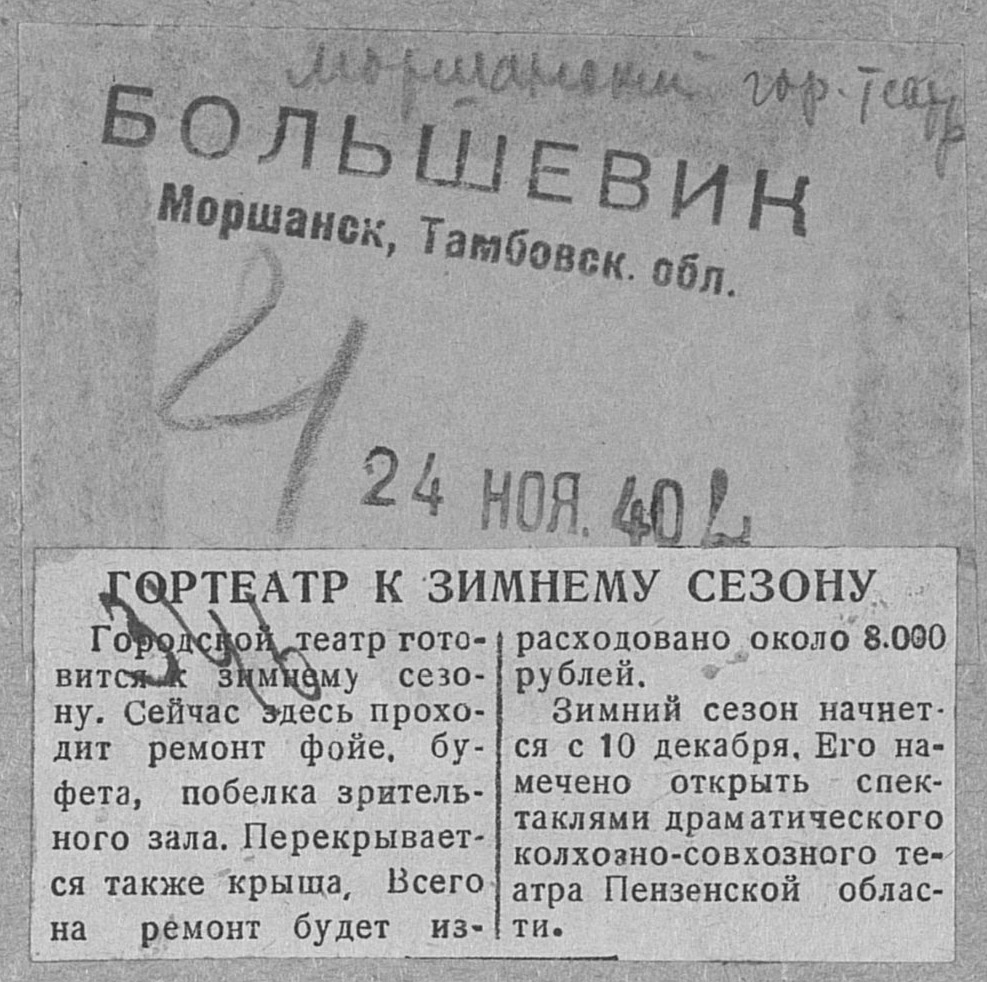 Моршанский гор. театр
БОЛЬШЕВИК
Моршанск, Тамбовск. обл.
24 НОЯ. 40
ГОРТЕАТР К ЗИМНЕМУ СЕЗОНУ
Городской театр гото-
вится к зимнему сезо-
ну. Сейчас здесь прохо-
дит ремонт фойе, бу-
фета, побелка зритель-
ного зала. Перекрывает-
ся также крыща, Всего
на ремонт будет из-
расходовано около 8.000
рублей.
Зимний сезон начнет-
ся с 10 декабря. Его на-
мечено открыть спек-
таклями драматического
колхозно-совхозного те-
атра Пензенской облас-
ти.